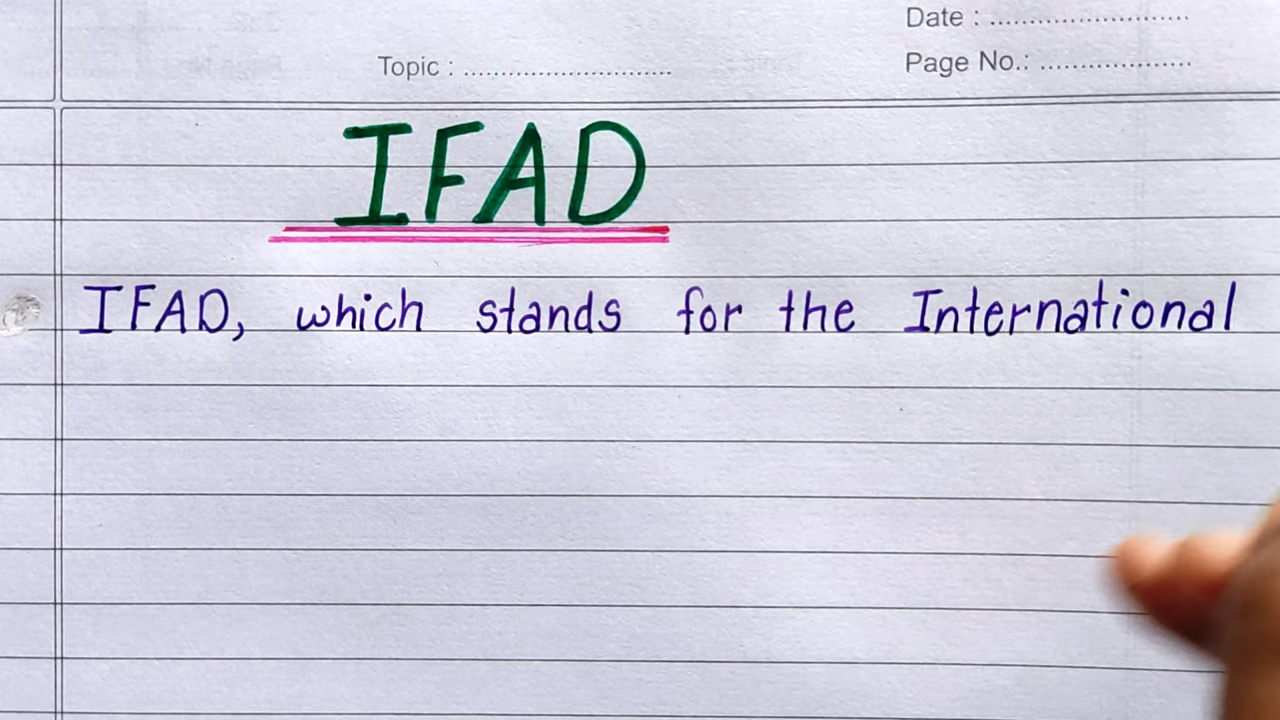 Date : ..........................
Topic : ...........................
Page No.: ...................
IFAD
IFAD, which stands for the International